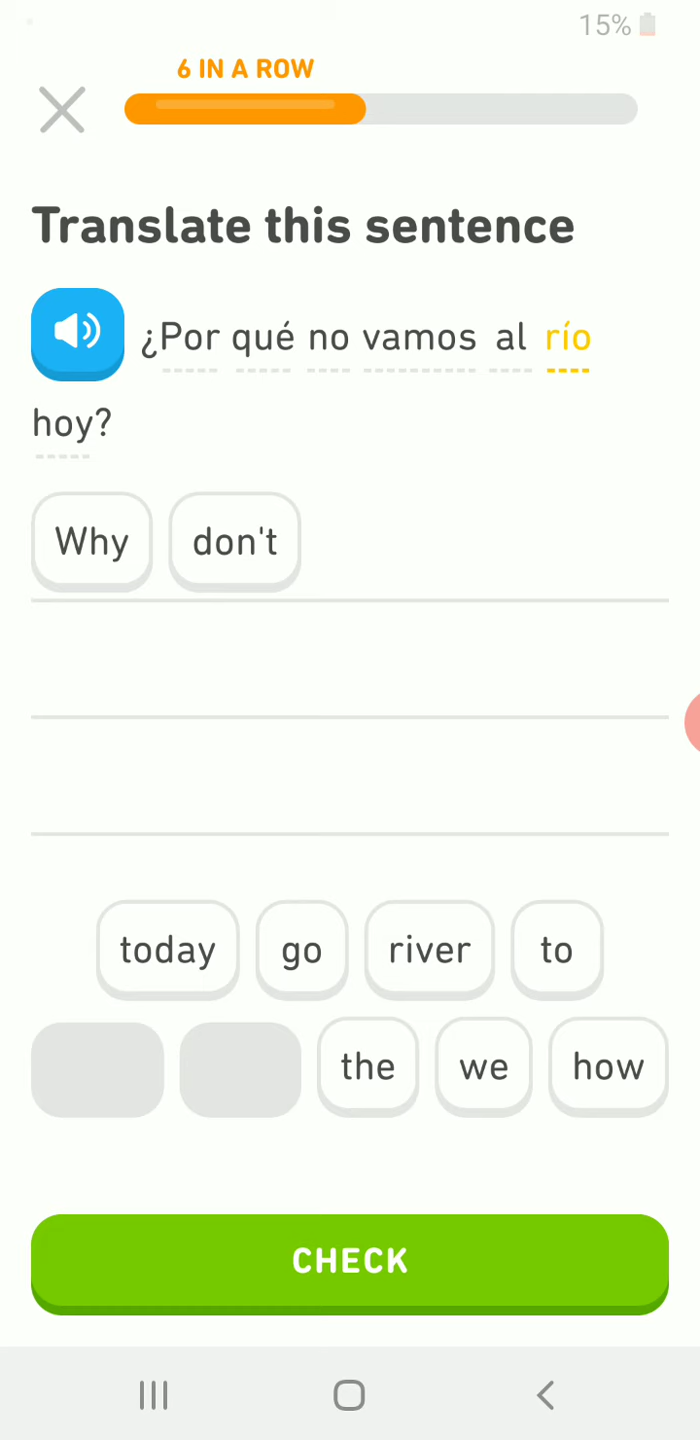 15%
6 IN A ROW
Translate this sentence
¿Por qué no vamos al río
hoy?
Why don't
today go river to
the we how
CHECK